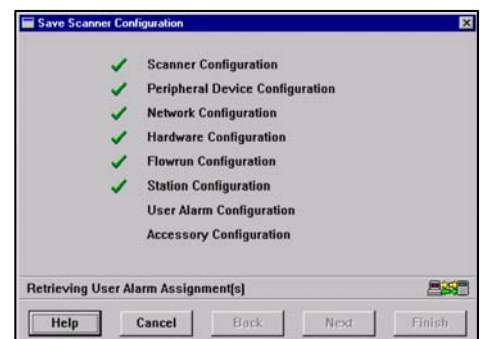 Save Scanner Configuration
Scanner Configuration
Peripheral Device Configuration
Network Configuration
Hardware Configuration
Flowrun Configuration
Station Configuration
User Alarm Configuration
Accessory Configuration
Retrieving User Alarm Assignment(s)
Help Cancel Back Next Finish